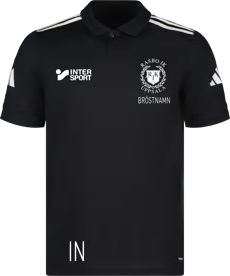 INTER
SPORT
RASBO IK
UPPSALA
BRÖSTNAMN
IN